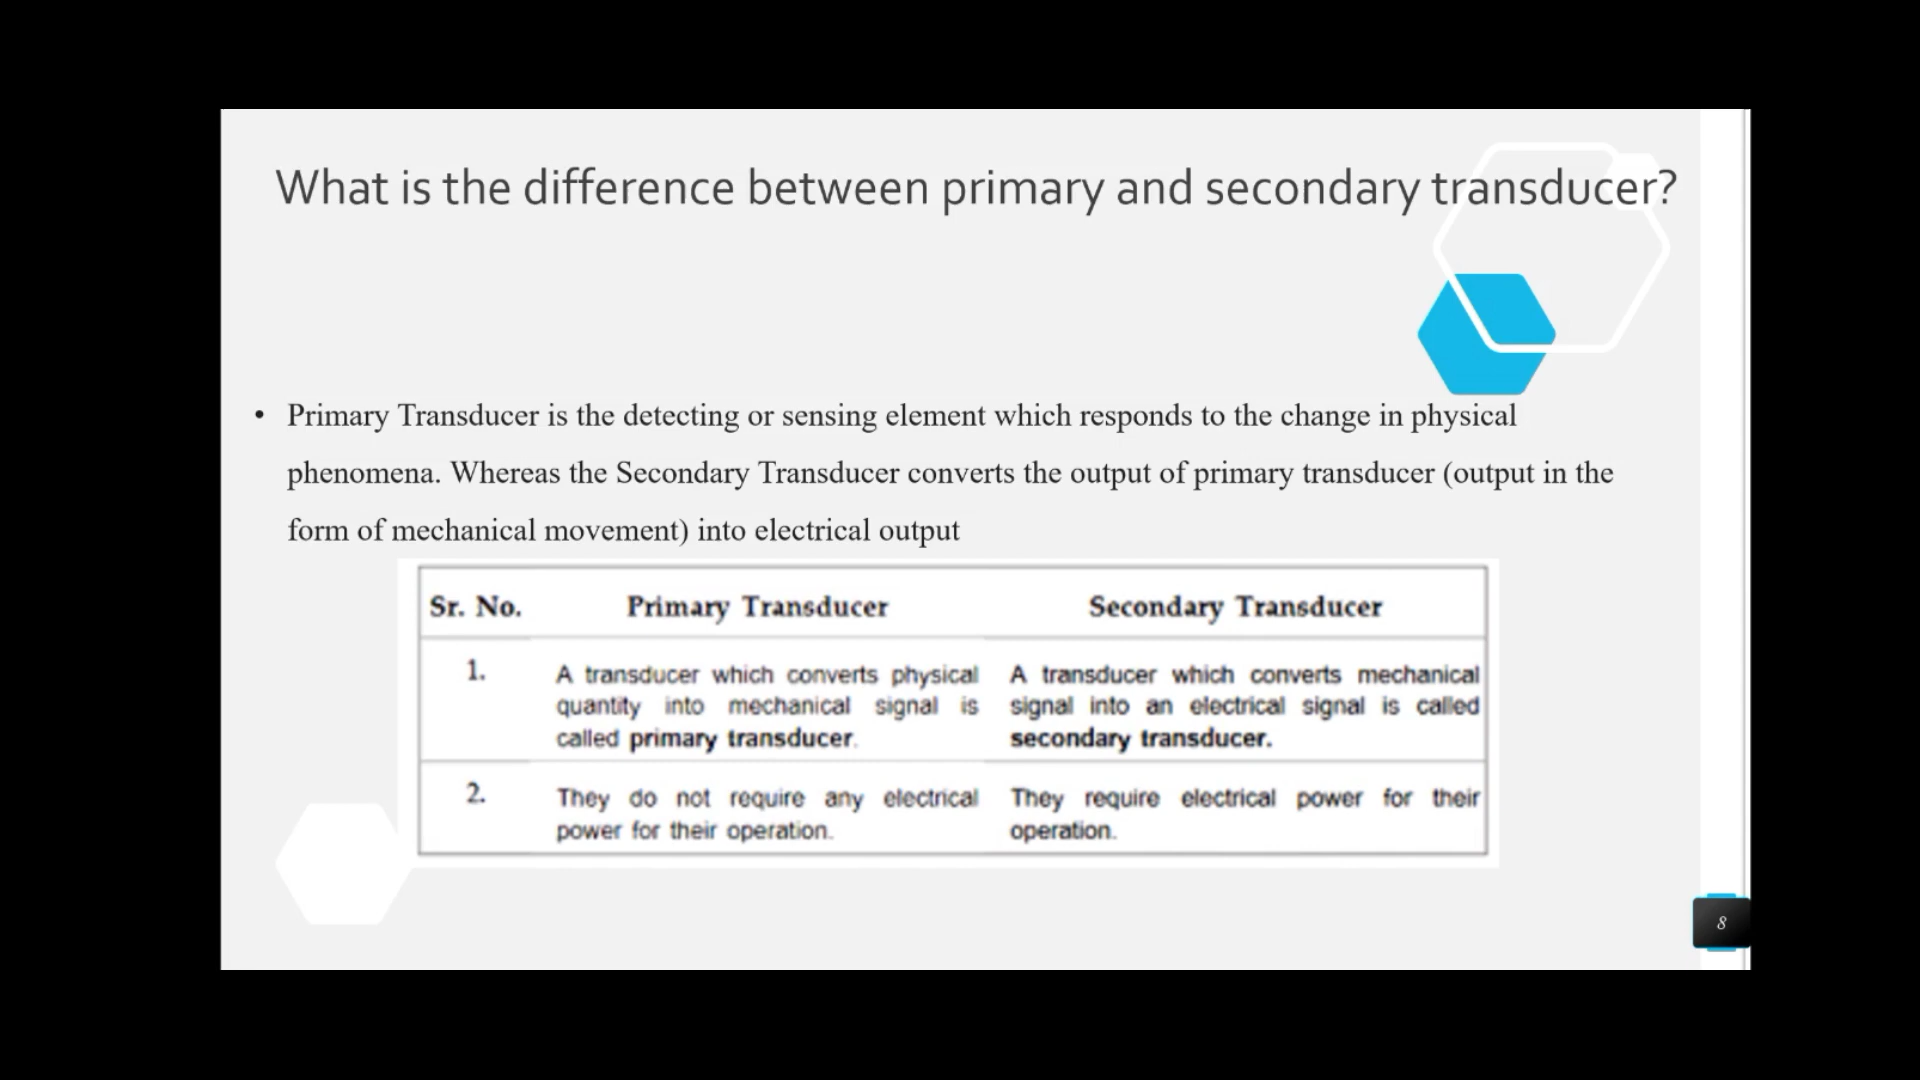 What is the difference between primary and secondary transducer?
• Primary Transducer is the detecting or sensing element which responds to the change in physical
phenomena. Whereas the Secondary Transducer converts the output of primary transducer (output in the
form of mechanical movement) into electrical output
Sr. No. Primary Transducer Secondary Transducer
1. A transducer which converts physical A transducer which converts mechanical
quantity into mechanical signal is signal into an electrical signal is called
called primary transducer. secondary transducer.
2. They do not require any electrical They require electrical power for their
power for their operation. operation.
8